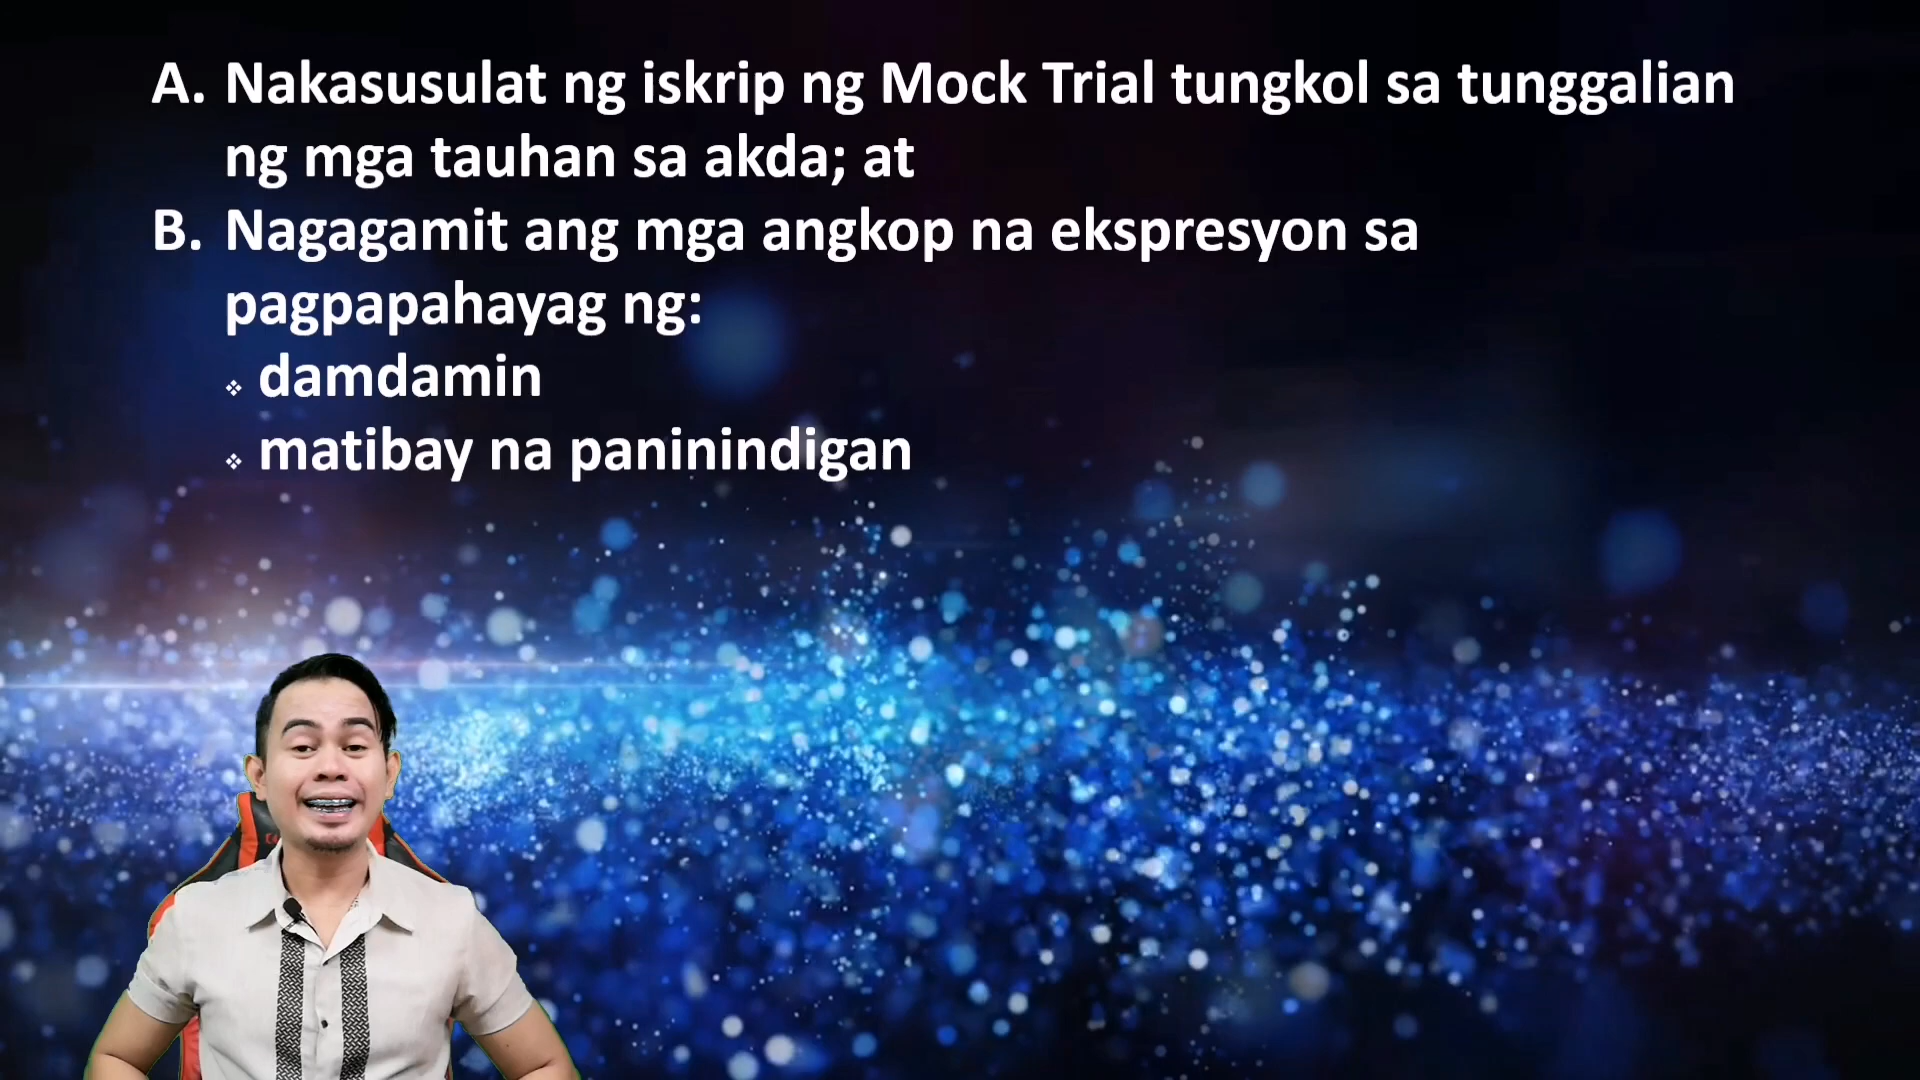 A. Nakasusulat ng iskrip ng Mock Trial tungkol sa tunggalian
ng mga tauhan sa akda; at
B. Nagagamit ang mga angkop na ekspresyon sa
pagpapahayag ng:
❖ damdamin
❖ matibay na paninindigan